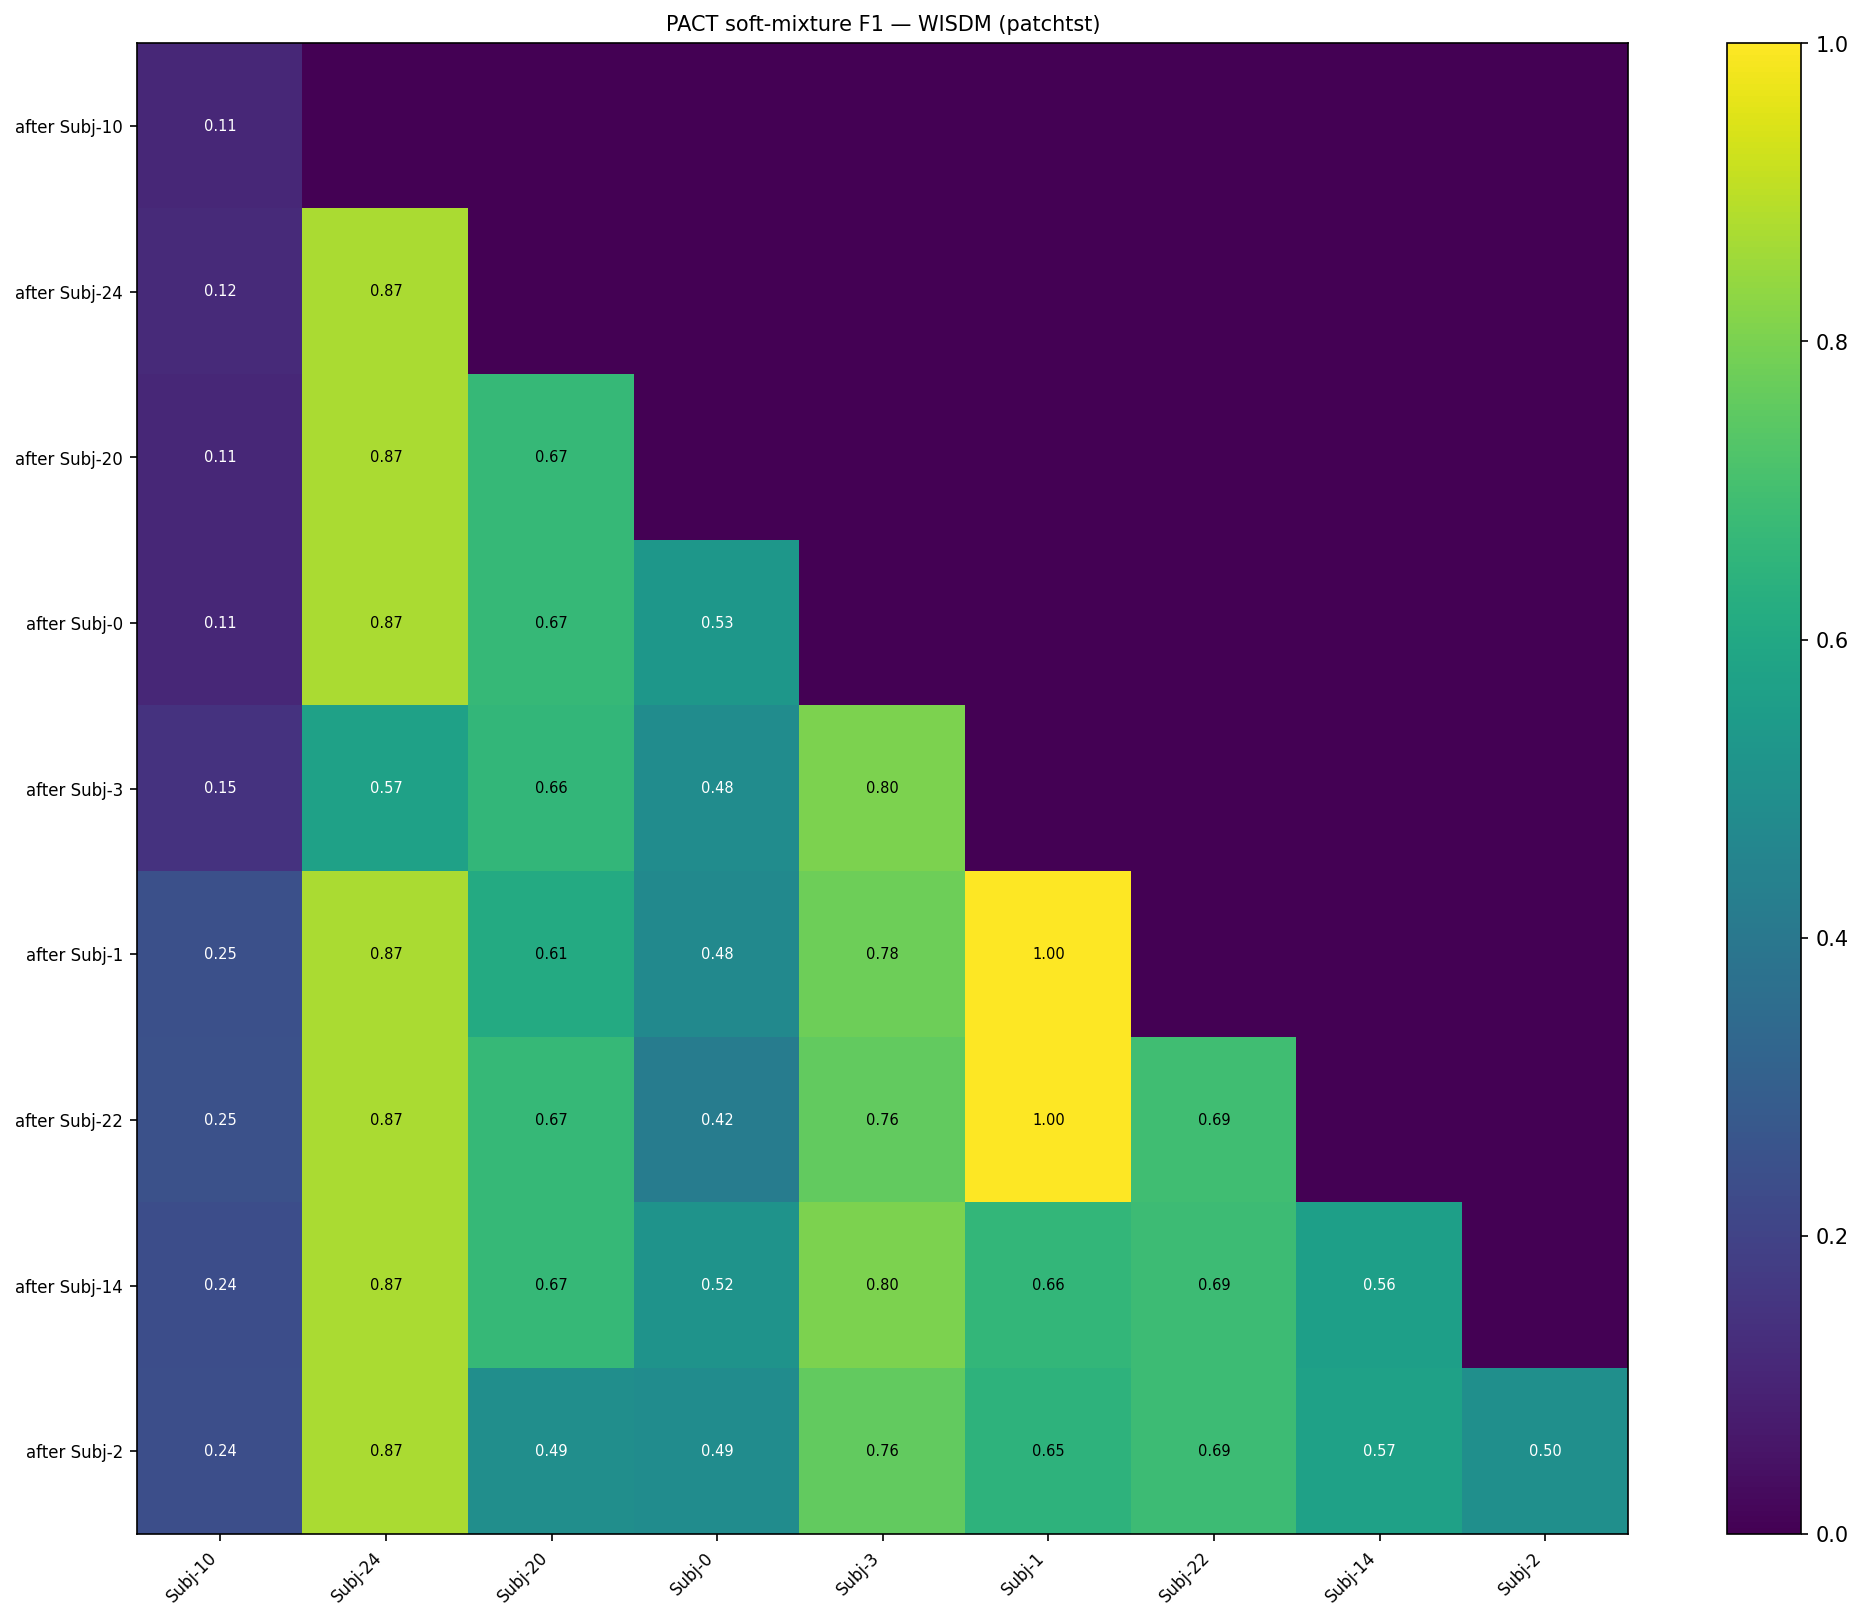 PACT soft-mixture F1 — WISDM (patchtst)
1.0
after Subj-10 0.11
after Subj-24 0.12 0.87
0.8
after Subj-20 0.11 0.87 0.67
after Subj-0 0.11 0.87 0.67 0.53
0.6
after Subj-3 0.15 0.57 0.66 0.48 0.80
after Subj-1 0.25 0.87 0.61 0.48 0.78 1.00
0.4
after Subj-22 0.25 0.87 0.67 0.42 0.76 1.00 0.69
0.2
after Subj-14 0.24 0.87 0.67 0.52 0.80 0.66 0.69 0.56
after Subj-2 0.24 0.87 0.49 0.49 0.76 0.65 0.69 0.57 0.50
0.0
Subj-10 Subj-24 Subj-20 Subj-0 Subj-3 Subj-1 Subj-22 Subj-14 Subj-2